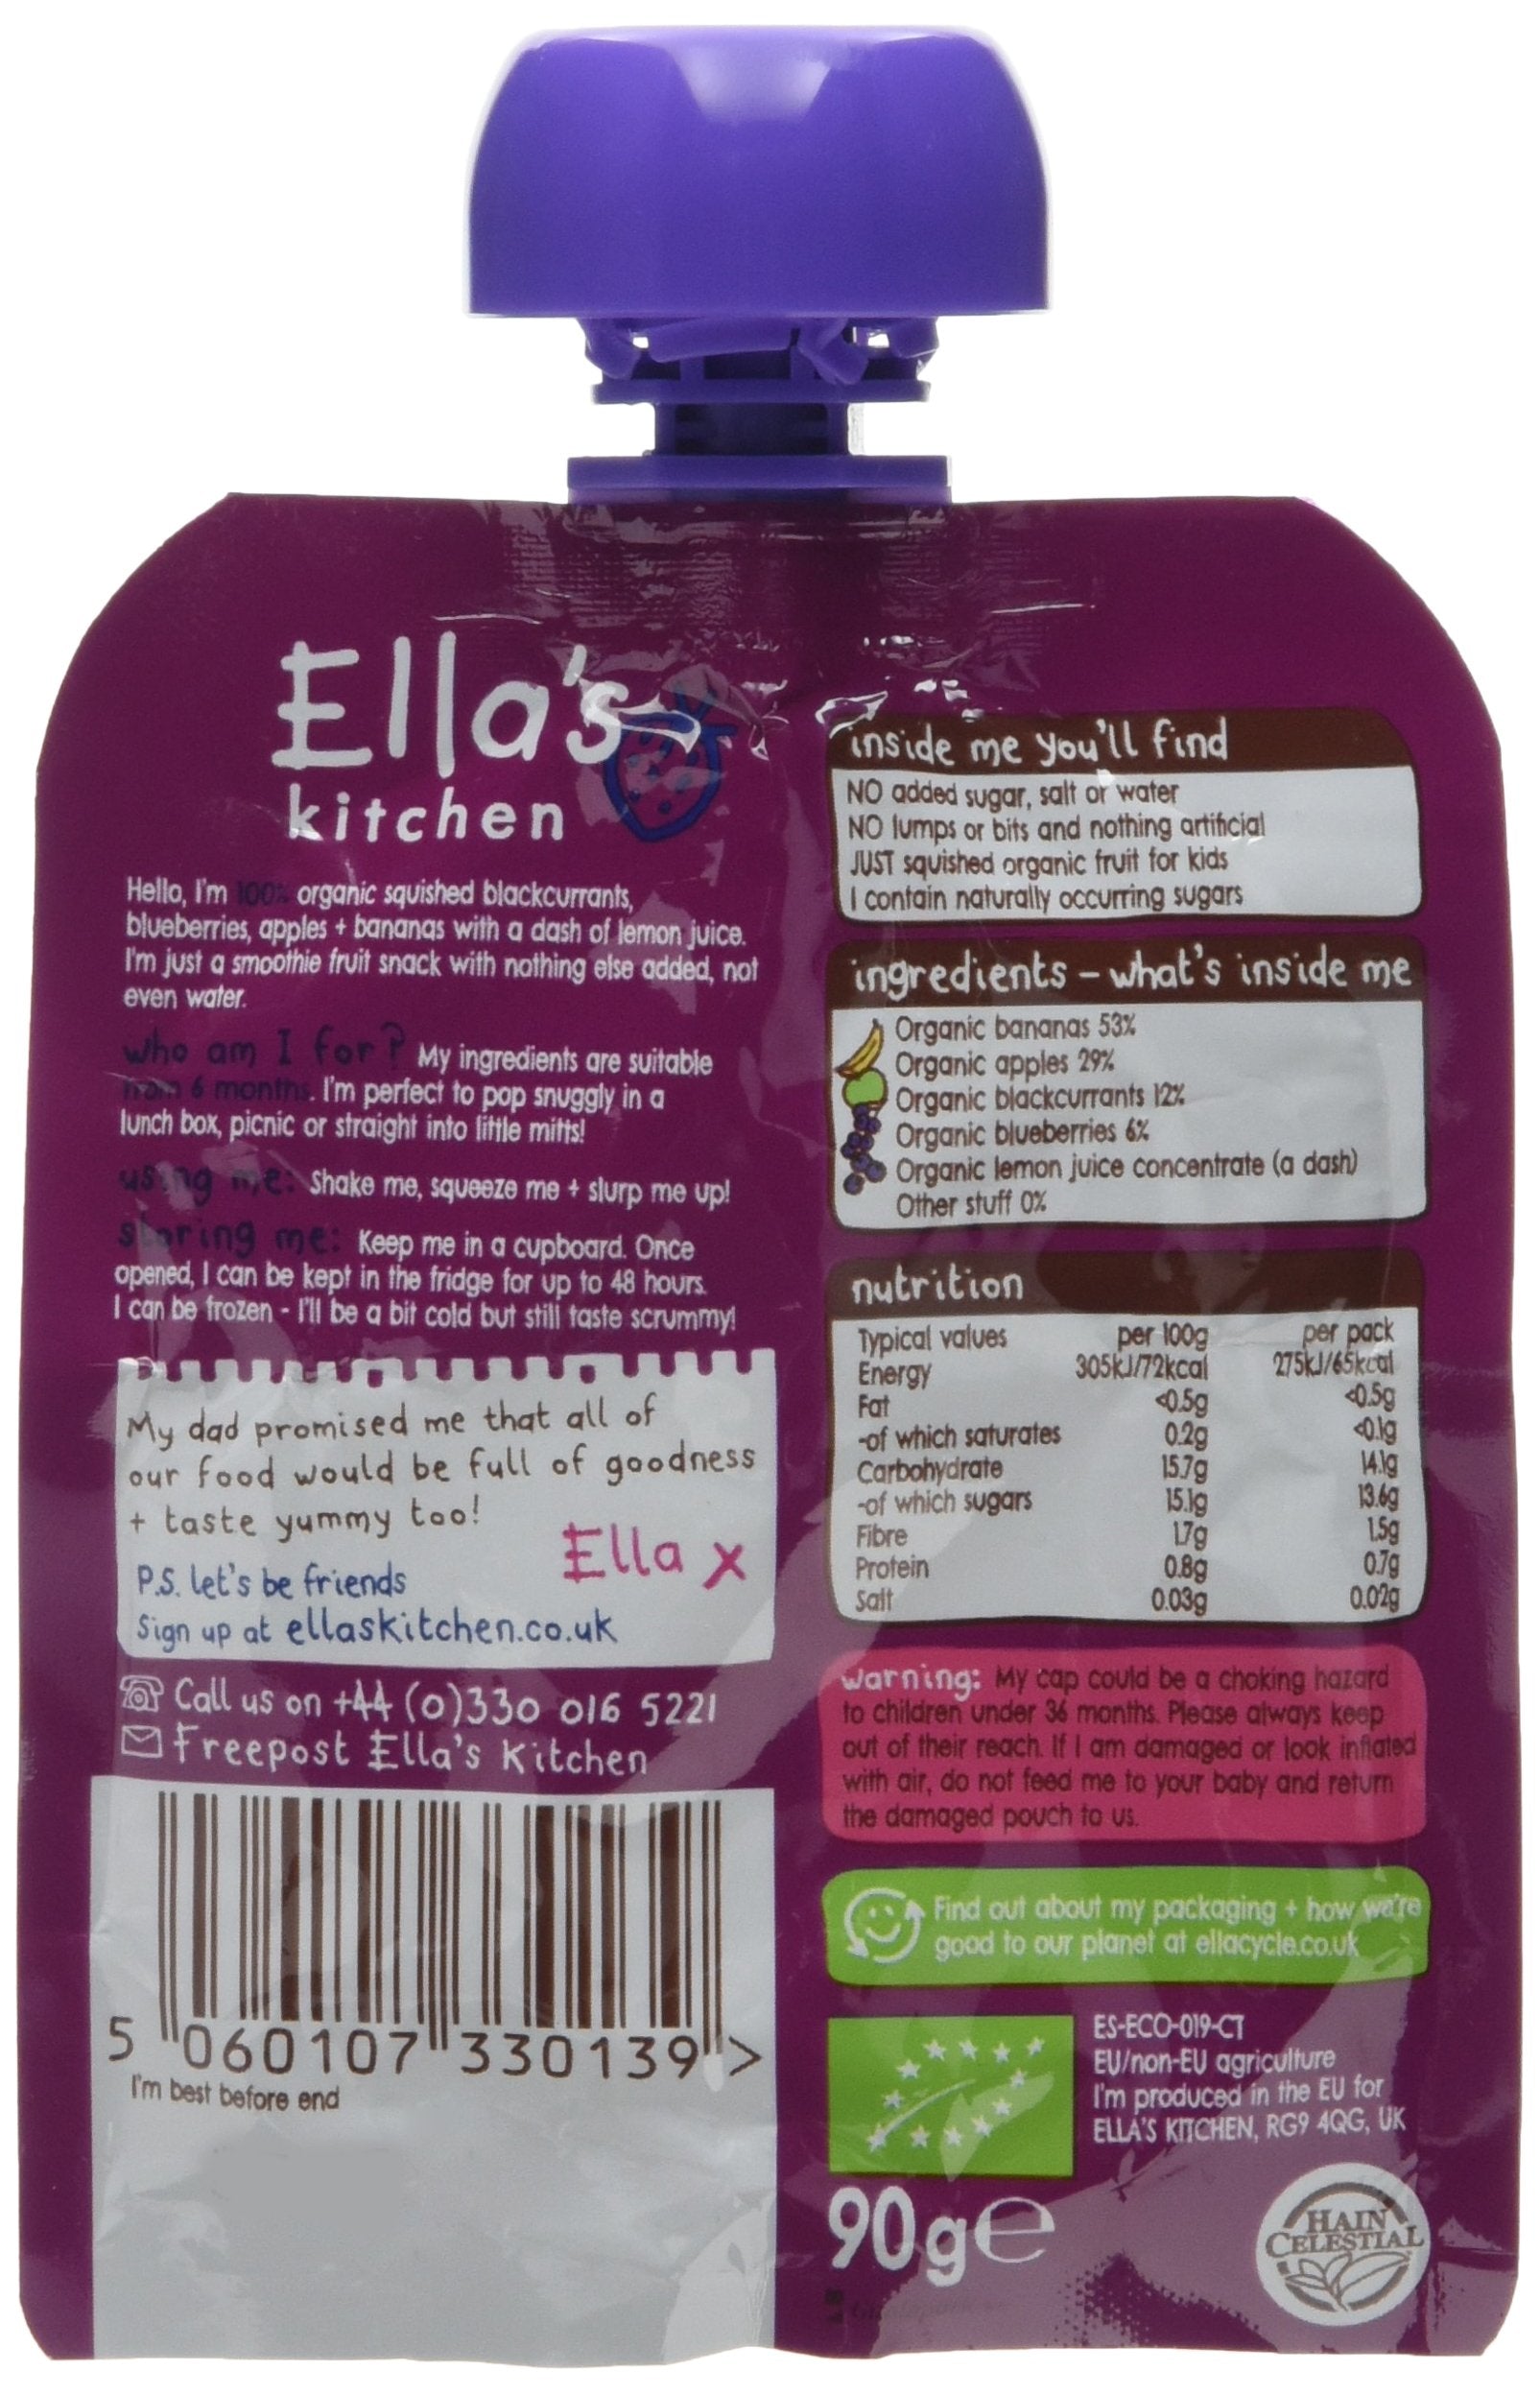 Ella's
kitchen
Hello, I'm 100% organic squished blackcurrants,
blueberries, apples + bananas with a dash of lemon juice.
I'm just a smoothie fruit snack with nothing else added, not
even water.
who am I for? My ingredients are suitable
from 6 months. I'm perfect to pop snuggly in a
lunch box, picnic or straight into little mitts!
using me: Shake me, squeeze me + slurp me up!
storing me: Keep me in a cupboard. Once
opened, I can be kept in the fridge for up to 48 hours.
I can be frozen - I'll be a bit cold but still taste scrummy!
My dad promised me that all of
our food would be full of goodness
+ taste yummy too!
Ella x
P.S. let's be friends
Sign up at ellaskitchen.co.uk
Call us on +44 (0)330 016 5221
Freepost Ella's Kitchen
5 060107 330139 >
I'm best before end
inside me you'll find
NO added sugar, salt or water
NO lumps or bits and nothing artificial
JUST squished organic fruit for kids
I contain naturally occurring sugars
ingredients – what's inside me
Organic bananas 53%
Organic apples 29%
Organic blackcurrants 12%
Organic blueberries 6%
Organic lemon juice concentrate (a dash)
Other stuff 0%
nutrition
Typical values per 100g per pack
Energy 305kJ/72kcal 275kJ/65kcal
Fat <0.5g <0.5g
-of which saturates 0.2g <0.1g
Carbohydrate 15.7g 14.1g
-of which sugars 15.1g 13.6g
Fibre 1.7g 1.5g
Protein 0.8g 0.7g
Salt 0.03g 0.02g
Warning: My cap could be a choking hazard
to children under 36 months. Please always keep
out of their reach. If I am damaged or look inflated
with air, do not feed me to your baby and return
the damaged pouch to us.
Find out about my packaging + how we're
good to our planet at ellacycle.co.uk
ES-ECO-019-CT
EU/non-EU agriculture
I'm produced in the EU for
ELLA'S KITCHEN, RG9 4QG, UK
90g e
HAIN
CELESTIAL